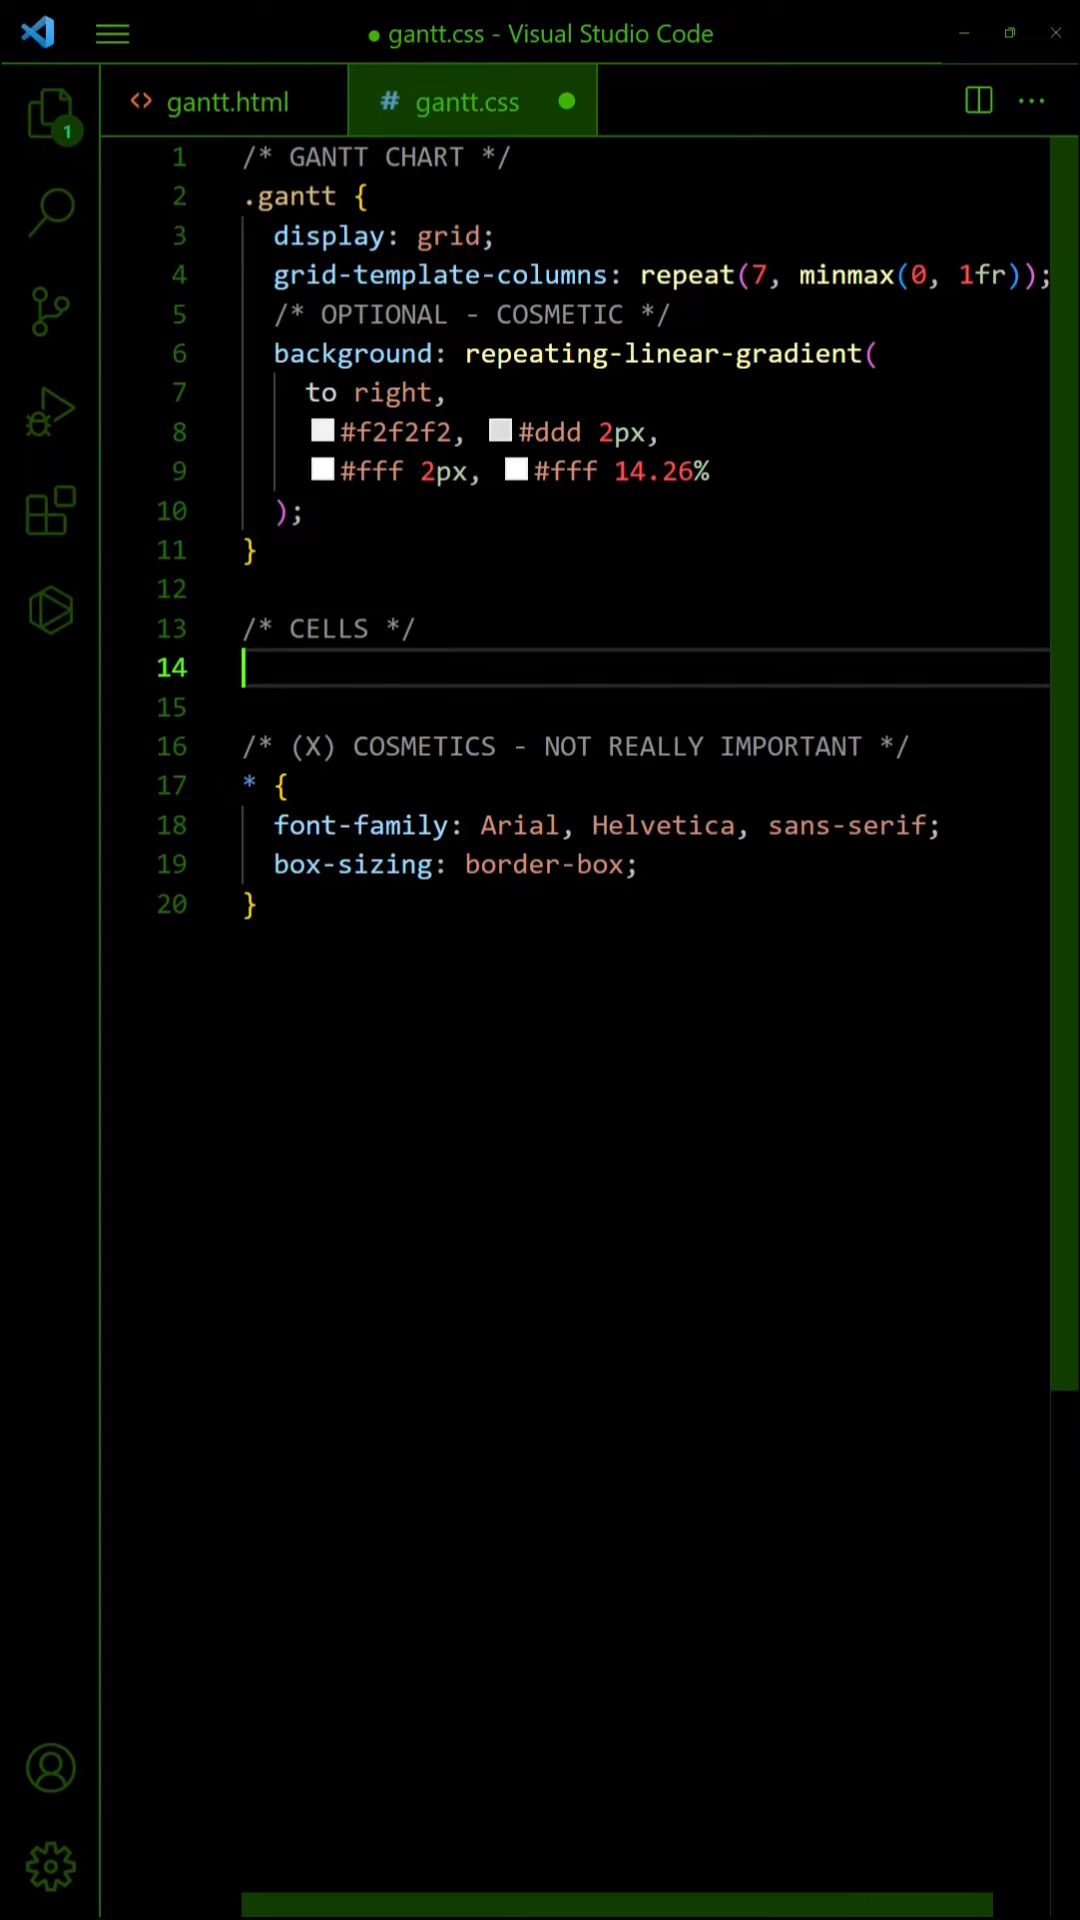 ● gantt.css - Visual Studio Code
<> gantt.html
# gantt.css ●
1
1 /* GANTT CHART */
2 .gantt {
3 display: grid;
4 grid-template-columns: repeat(7, minmax(0, 1fr));
5 /* OPTIONAL - COSMETIC */
6 background: repeating-linear-gradient(
7 to right,
8 #f2f2f2, #ddd 2px,
9 #fff 2px, #fff 14.26%
10 );
11 }
12
13 /* CELLS */
14
15
16 /* (X) COSMETICS - NOT REALLY IMPORTANT */
17 * {
18 font-family: Arial, Helvetica, sans-serif;
19 box-sizing: border-box;
20 }